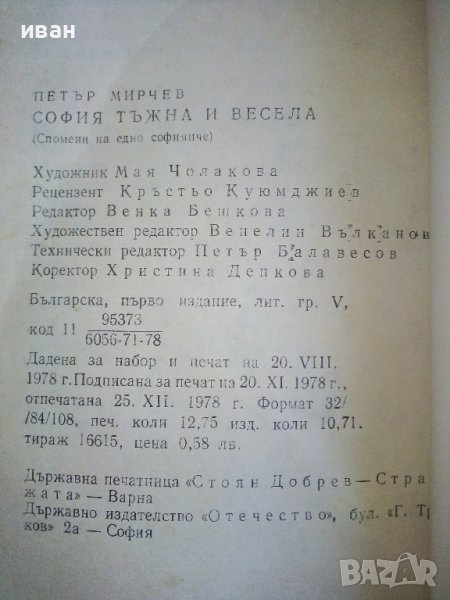 иван
ПЕТЪР МИРЧЕВ
СОФИЯ ТЪЖНА И ВЕСЕЛА
(Спомени на едно софиянче)
Художник Мая Чолакова
Рецензент Кръстьо Куюмджиев
Редактор Венка Бешкова
Художествен редактор Венелин Вълканов
Технически редактор Петър Балавесов
Коректор Христина Депкова
Българска, първо издание, лит. гр. V,
код 11 95373
6056-71-78
Дадена за набор и печат на 20. VIII.
1978 г. Подписана за печат на 20. XI. 1978 г.,
отпечатана 25. XII. 1978 г. Формат 32/
/84/108, печ. коли 12,75 изд. коли 10,71.
тираж 16615, цена 0,58 лв.
Държавна печатница «Стоян Добрев—Стра
жата» — Варна
Държавно издателство «Отечество», бул. «Г. Тр
ков» 2а — София
BAZAR